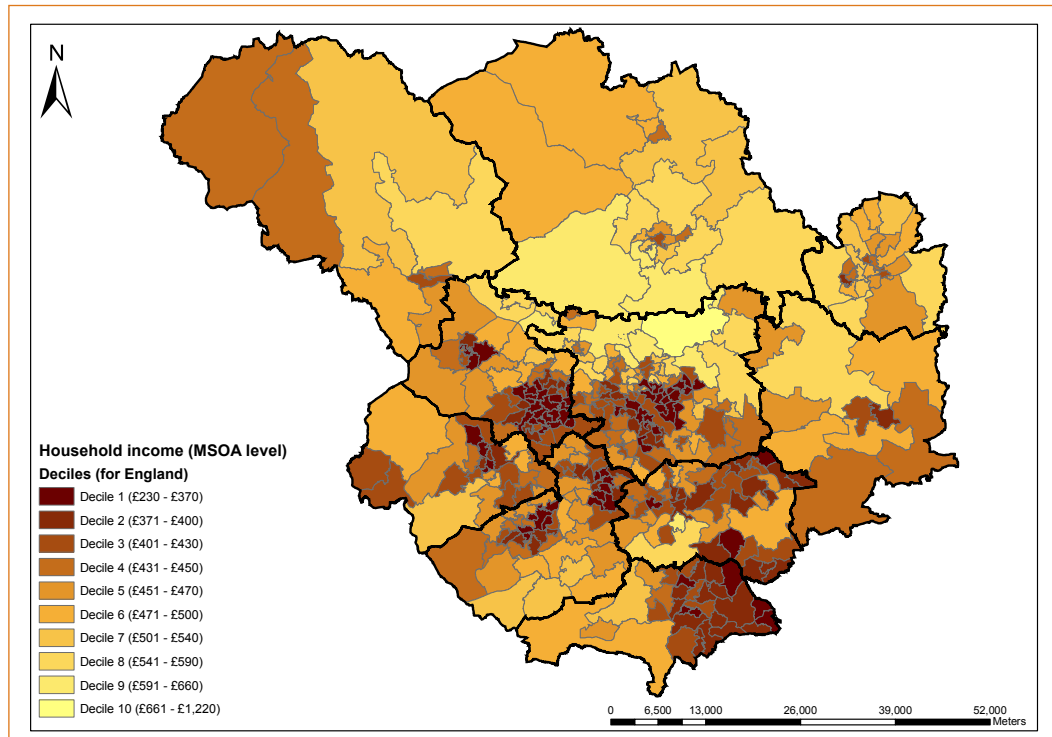 N
Household income (MSOA level)
Deciles (for England)
Decile 1 (£230 - £370)
Decile 2 (£371 - £400)
Decile 3 (£401 - £430)
Decile 4 (£431 - £450)
Decile 5 (£451 - £470)
Decile 6 (£471 - £500)
Decile 7 (£501 - £540)
Decile 8 (£541 - £590)
Decile 9 (£591 - £660)
Decile 10 (£661 - £1,220)
0 6,500 13,000 26,000 39,000 52,000
Meters